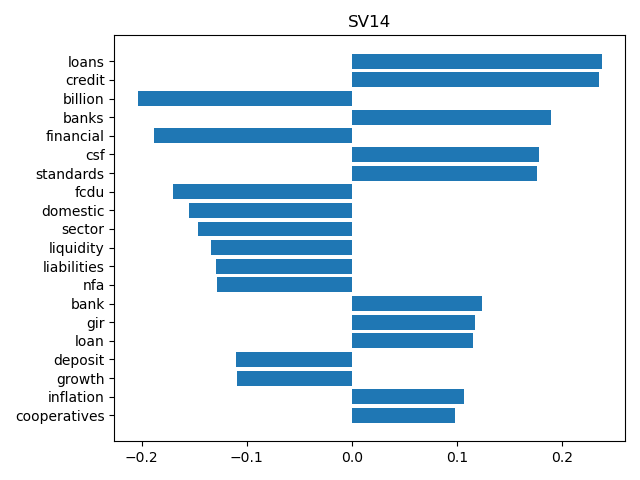 SV14
loans
credit
billion
banks
financial
csf
standards
fcdu
domestic
sector
liquidity
liabilities
nfa
bank
gir
loan
deposit
growth
inflation
cooperatives
−0.2 −0.1 0.0 0.1 0.2